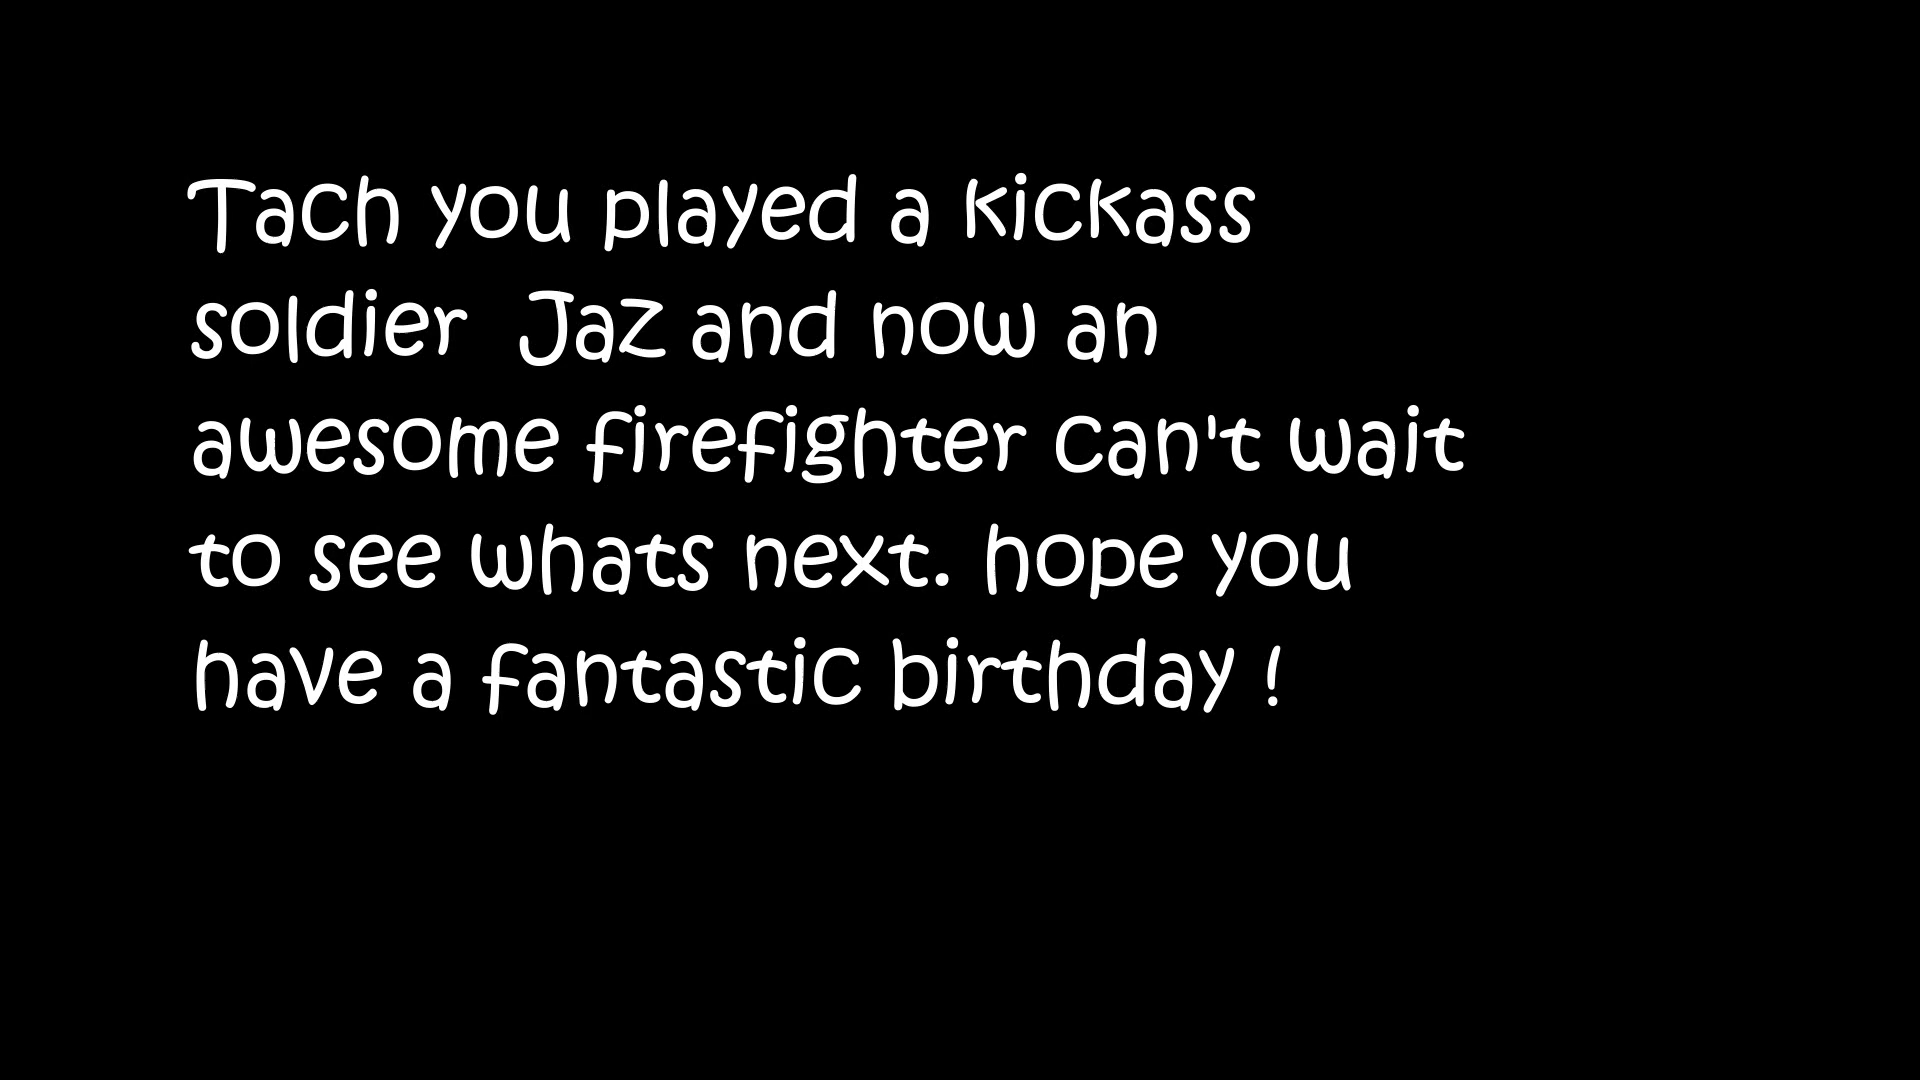 Tach you played a kickass
soldier  Jaz and now an
awesome firefighter can't wait
to see whats next. hope you
have a fantastic birthday !